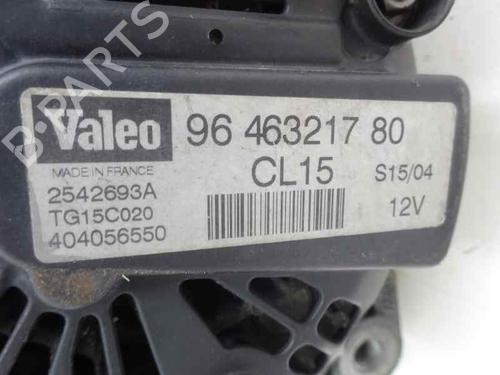 Valeo 96 463217 80
MADE IN FRANCE CL15 S15/04
2542693A
TG15C020 12V
404056550
B-PARTS